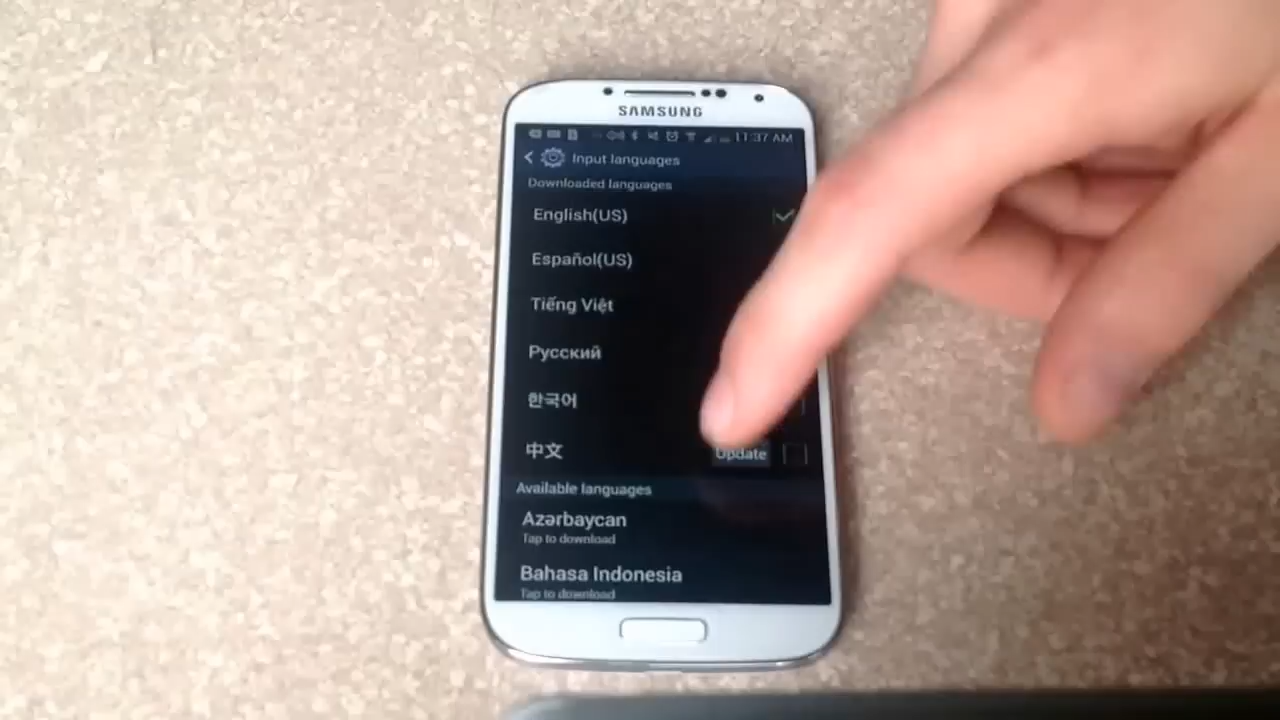 SAMSUNG
11:37 AM
Input languages
Downloaded languages
English(US)
Español(US)
Tiếng Việt
Русский
한국어
中文 Update
Available languages
Azərbaycan
Tap to download
Bahasa Indonesia
Tap to download